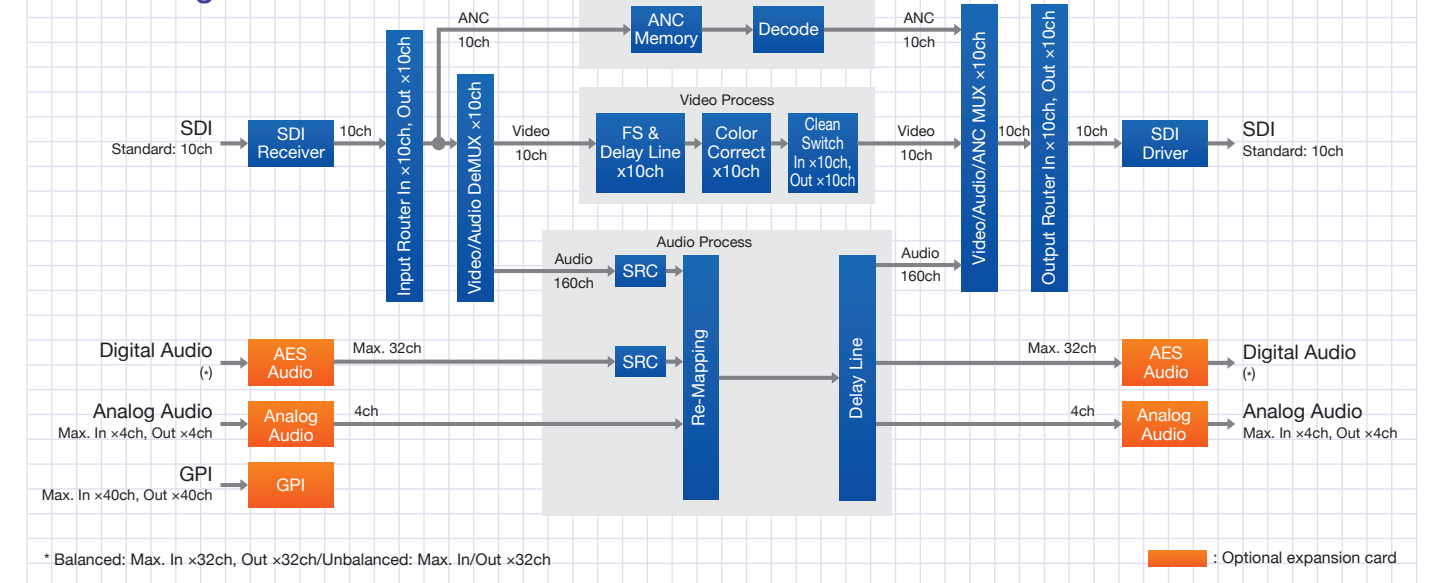 ANC
10ch
ANC
Memory
Decode
ANC
10ch
Video Process
SDI
Standard: 10ch
SDI
Receiver
10ch
Input Router In ×10ch, Out ×10ch
Video/Audio DeMUX ×10ch
Video
10ch
FS &
Delay Line
x10ch
Color
Correct
x10ch
Clean
Switch
In ×10ch,
Out ×10ch
Video
10ch
Video/Audio/ANC MUX ×10ch
10ch
Output Router In ×10ch, Out ×10ch
10ch
SDI
Driver
SDI
Standard: 10ch
Audio Process
Audio
160ch
SRC
Audio
160ch
Digital Audio
(*)
AES
Audio
Max. 32ch
SRC
Re-Mapping
Delay Line
Max. 32ch
AES
Audio
Digital Audio
(*)
Analog Audio
Max. In ×4ch, Out ×4ch
Analog
Audio
4ch
4ch
Analog
Audio
Analog Audio
Max. In ×4ch, Out ×4ch
GPI
Max. In ×40ch, Out ×40ch
GPI
* Balanced: Max. In ×32ch, Out ×32ch/Unbalanced: Max. In/Out ×32ch
: Optional expansion card